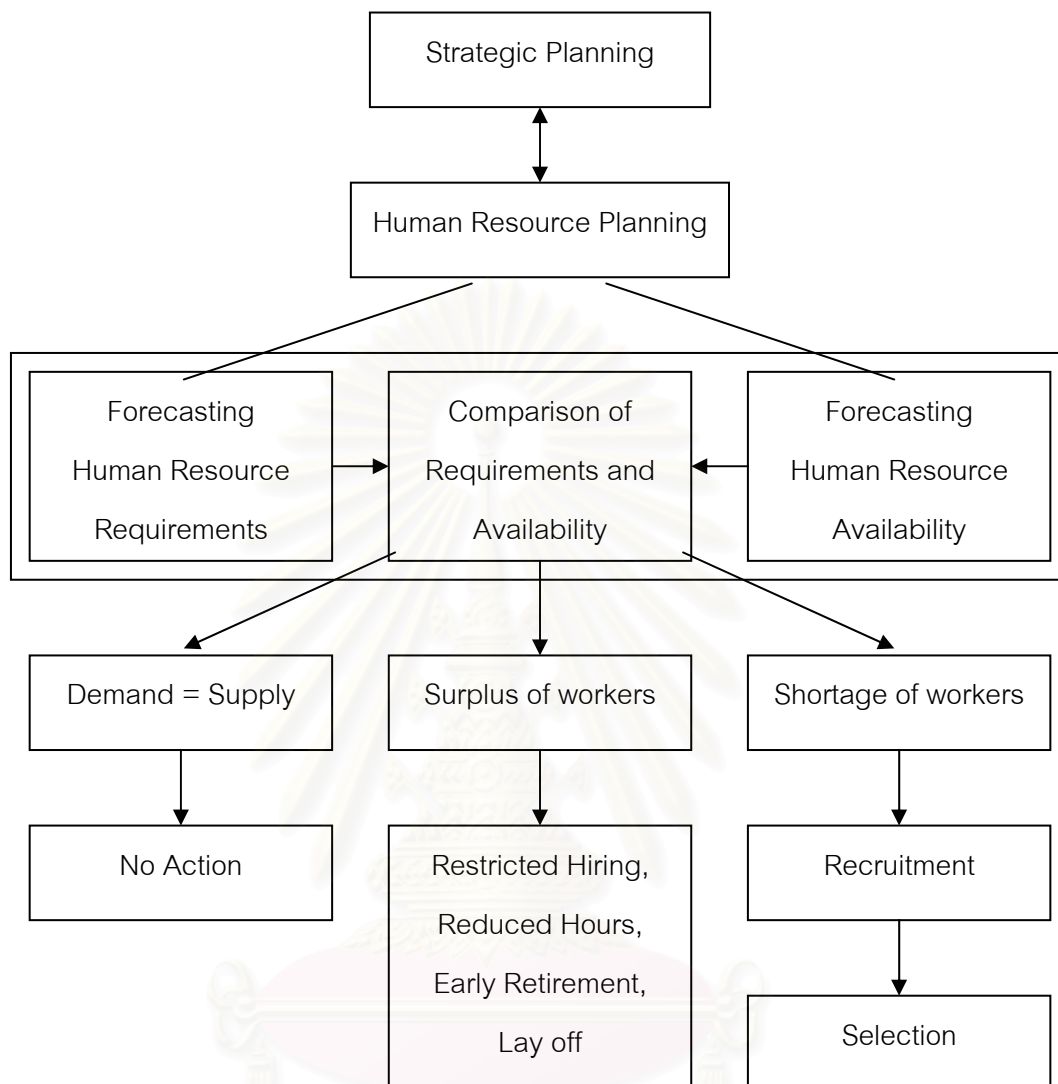 Strategic Planning
Human Resource Planning
Forecasting
Human Resource
Requirements
Comparison of
Requirements and
Availability
Forecasting
Human Resource
Availability
Demand = Supply
Surplus of workers
Shortage of workers
No Action
Restricted Hiring,
Reduced Hours,
Early Retirement,
Lay off
Recruitment
Selection